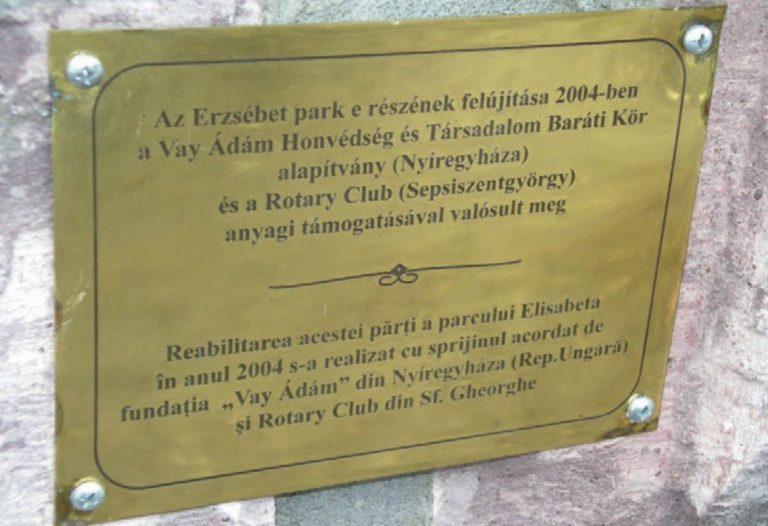 Az Erzsébet park e részének felújítása 2004-ben
a Vay Ádám Honvédség és Társadalom Baráti Kör
alapítvány (Nyíregyháza)
és a Rotary Club (Sepsiszentgyörgy)
anyagi támogatásával valósult meg
Reabilitarea acestei părți a parcului Elisabeta
în anul 2004 s-a realizat cu sprijinul acordat de
fundația „Vay Ádám” din Nyíregyháza (Rep.Ungară)
și Rotary Club din Sf. Gheorghe